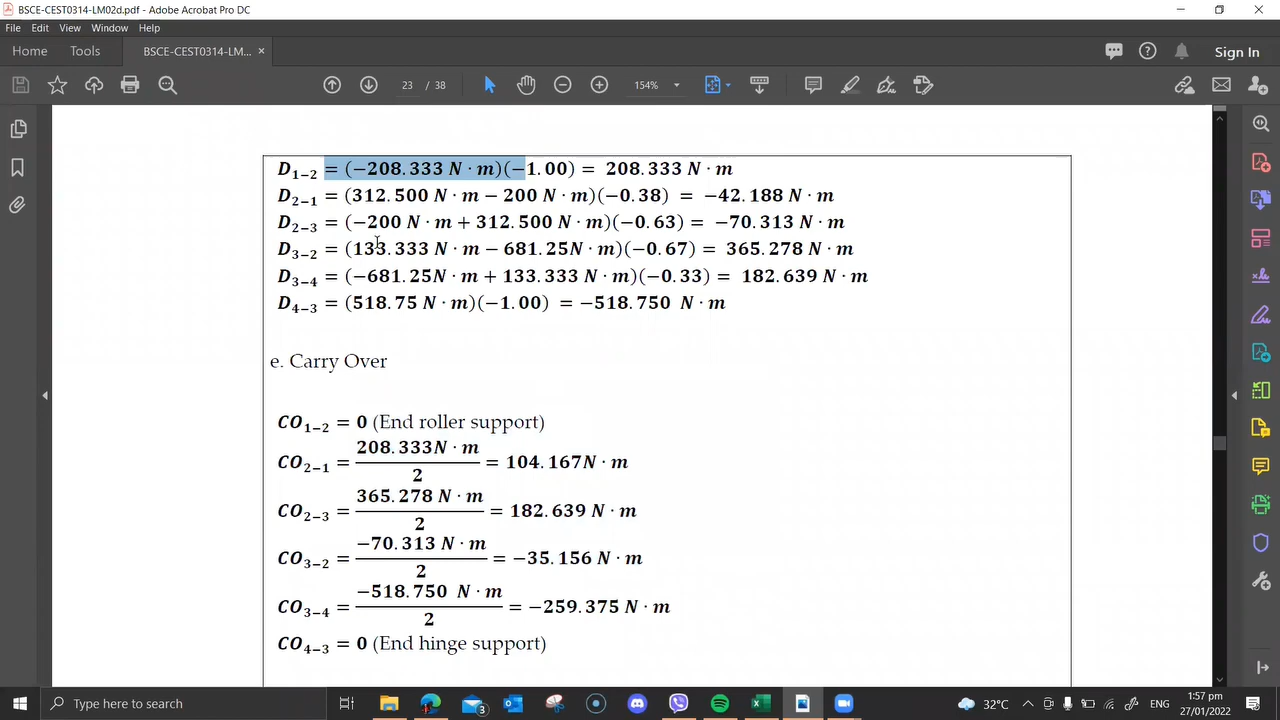 BSCE-CEST0314-LM02d.pdf - Adobe Acrobat Pro DC
File Edit View Window Help
Home Tools BSCE-CEST0314-LM... × Sign In
23 / 38 154%
D₁₋₂ = (−208.333 N · m)(−1.00) = 208.333 N · m
D₂₋₁ = (312.500 N · m − 200 N · m)(−0.38) = −42.188 N · m
D₂₋₃ = (−200 N · m + 312.500 N · m)(−0.63) = −70.313 N · m
D₃₋₂ = (133.333 N · m − 681.25N · m)(−0.67) = 365.278 N · m
D₃₋₄ = (−681.25N · m + 133.333 N · m)(−0.33) = 182.639 N · m
D₄₋₃ = (518.75 N · m)(−1.00) = −518.750 N · m
e. Carry Over
CO₁₋₂ = 0 (End roller support)
CO₂₋₁ = 208.333N · m / 2 = 104.167N · m
CO₂₋₃ = 365.278 N · m / 2 = 182.639 N · m
CO₃₋₂ = −70.313 N · m / 2 = −35.156 N · m
CO₃₋₄ = −518.750 N · m / 2 = −259.375 N · m
CO₄₋₃ = 0 (End hinge support)
Type here to search 3 32°C ENG 1:57 pm
27/01/2022